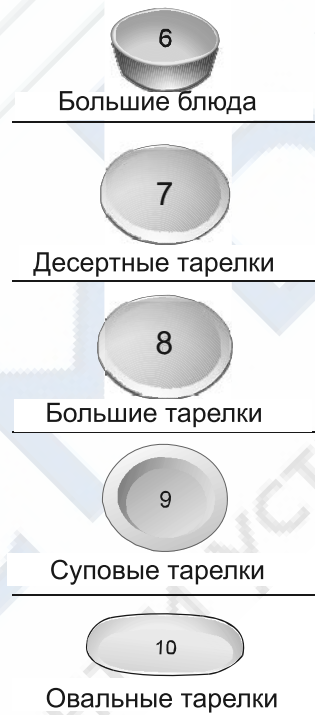 6
Большие блюда
7
Десертные тарелки
8
Большие тарелки
9
Суповые тарелки
10
Овальные тарелки